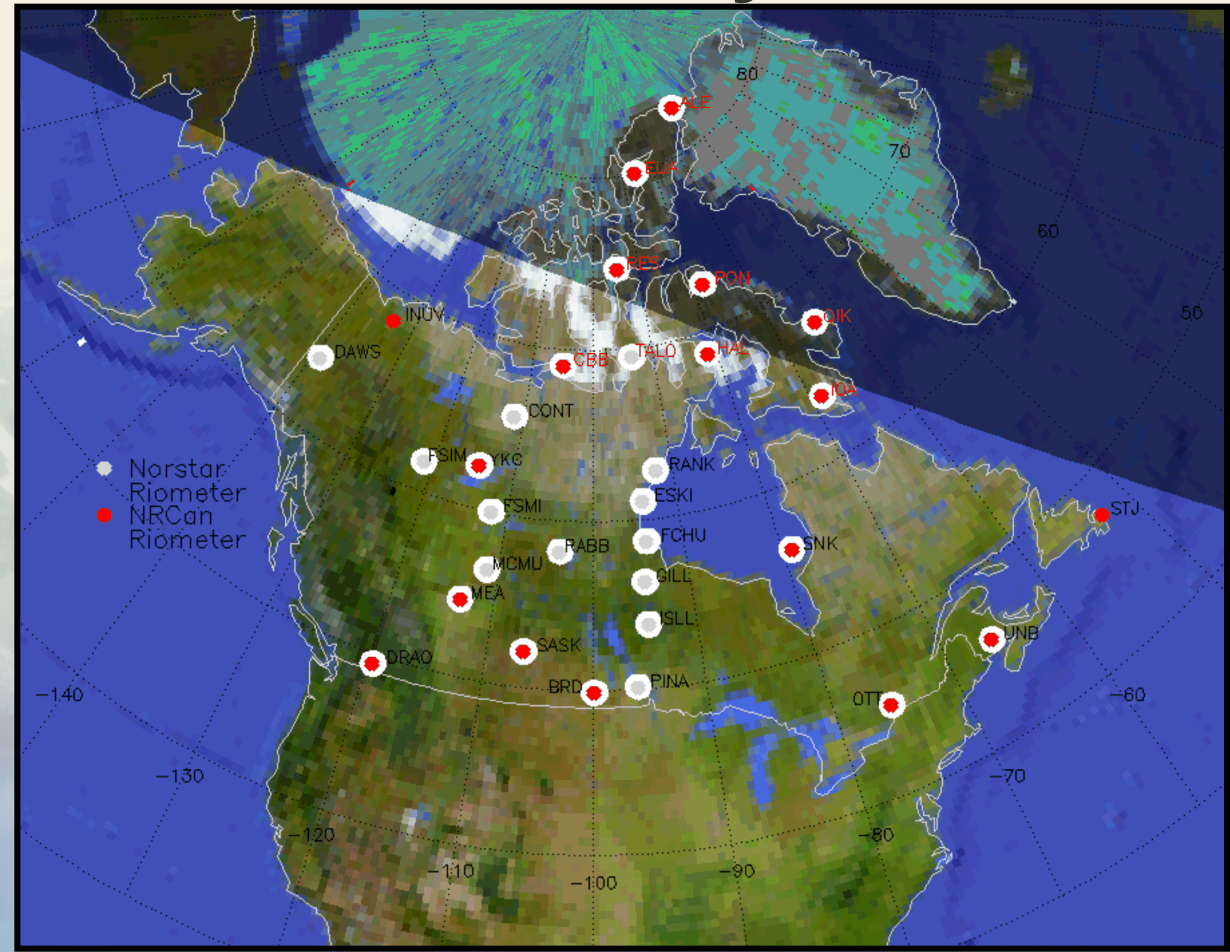 80
ALE
70
EUR
60
RES
PON
50
INUV
QIK
DAWS
CBB
TALO
HAL
IQA
CONT
FSIM
YKC
RANK
Norstar
Riometer
NRCan
Riometer
ESKI
FSMI
STJ
FCHU
RABB
SNK
MCMU
GILL
MEA
ISLL
UNB
SASK
DRAO
BRD
PINA
OTT
-140
-60
-130
-70
-120
-80
-110
-90
-100